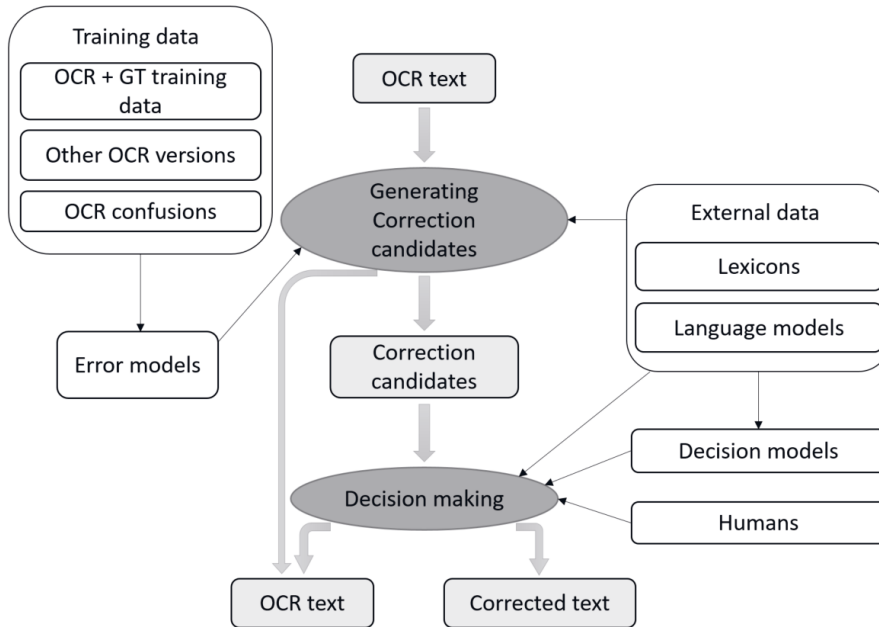 Training data
OCR + GT training
data
Other OCR versions
OCR confusions
OCR text
Generating
Correction
candidates
External data
Lexicons
Language models
Error models
Correction
candidates
Decision models
Decision making
Humans
OCR text
Corrected text